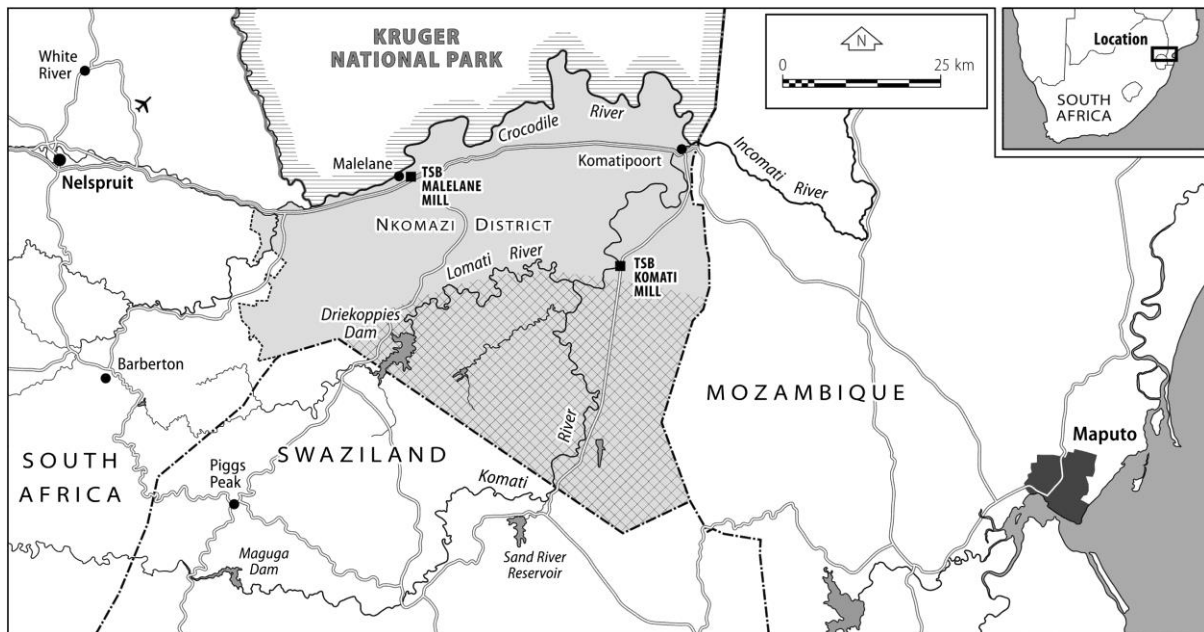 KRUGER
NATIONAL PARK
White
River
Nelspruit
Malelane
TSB
MALELANE
MILL
Crocodile
River
Komatipoort
Incomati
River
N
0
25 km
Location
SOUTH
AFRICA
NKOMAZI DISTRICT
Lomati River
TSB
KOMATI
MILL
Driekoppies
Dam
Barberton
MOZAMBIQUE
Maputo
SWAZILAND
SOUTH
AFRICA
Piggs
Peak
River
Komati
Maguga
Dam
Sand River
Reservoir